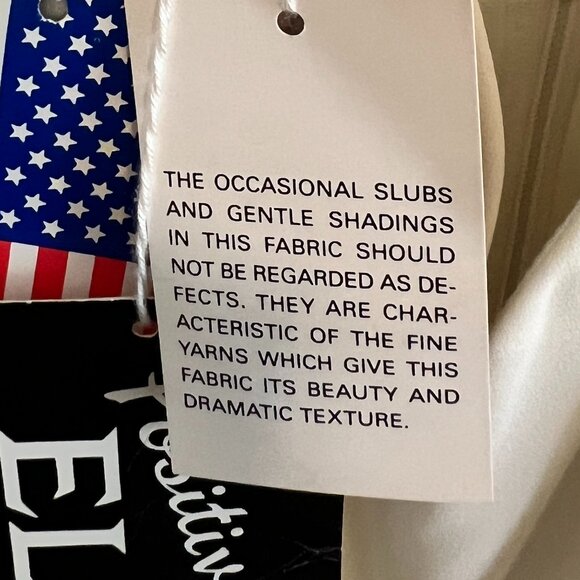 THE OCCASIONAL SLUBS
AND GENTLE SHADINGS
IN THIS FABRIC SHOULD
NOT BE REGARDED AS DE-
FECTS. THEY ARE CHAR-
ACTERISTIC OF THE FINE
YARNS WHICH GIVE THIS
FABRIC ITS BEAUTY AND
DRAMATIC TEXTURE.